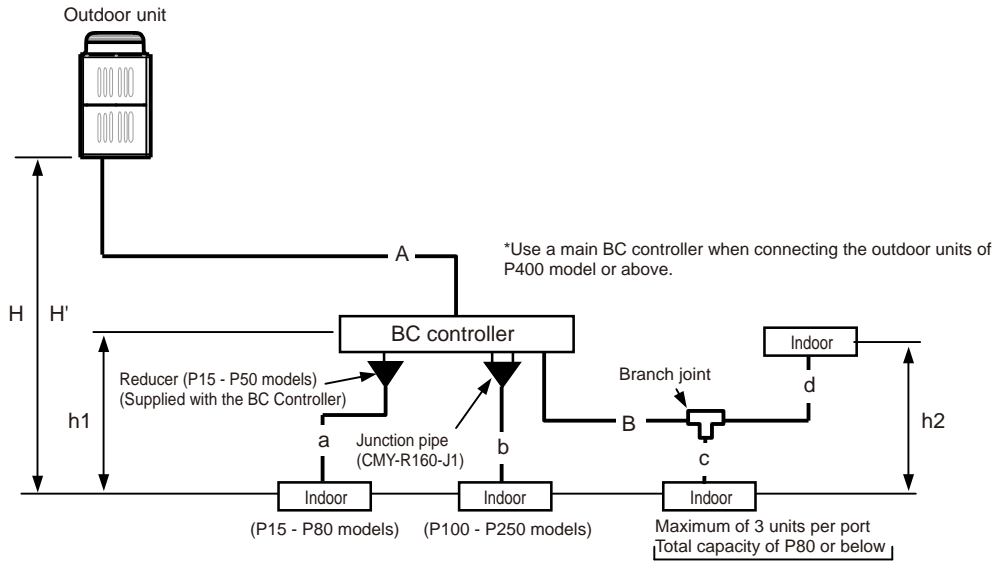 Outdoor unit
A
*Use a main BC controller when connecting the outdoor units of
P400 model or above.
H
H'
BC controller
Indoor
Reducer (P15 - P50 models)
(Supplied with the BC Controller)
Branch joint
d
h1
h2
Junction pipe
(CMY-R160-J1)
a
b
B
c
Indoor
Indoor
Indoor
(P15 - P80 models)
(P100 - P250 models)
Maximum of 3 units per port
Total capacity of P80 or below